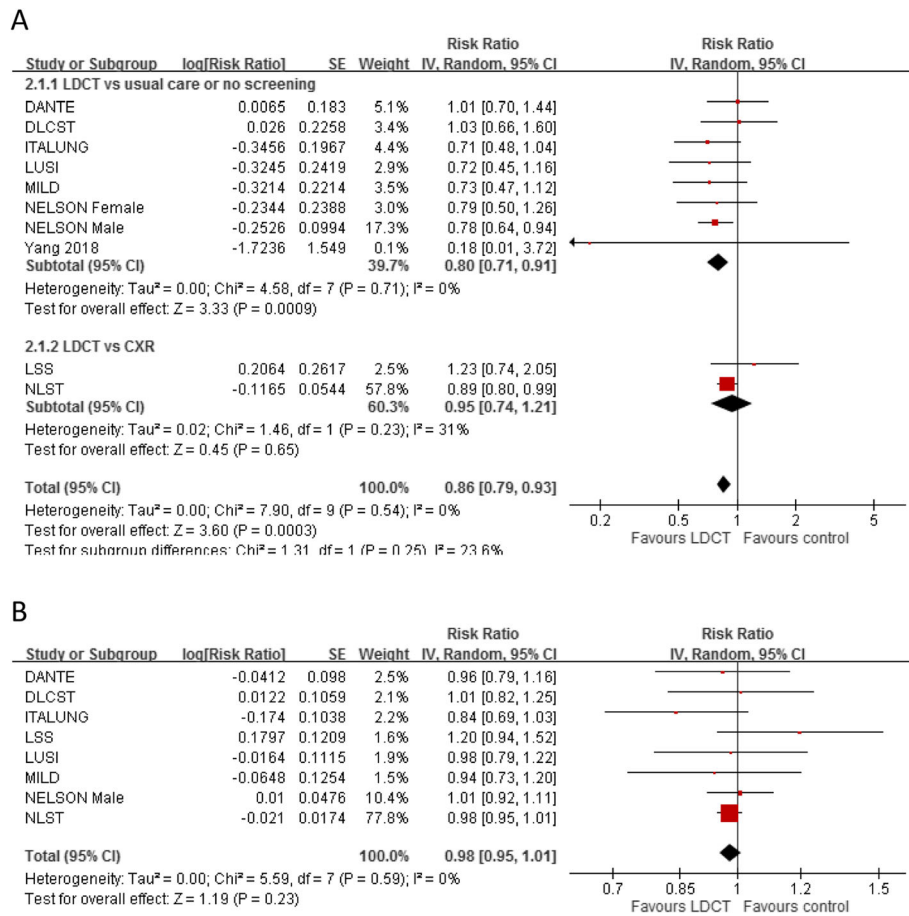 A
Risk Ratio Risk Ratio
Study or Subgroup log[Risk Ratio] SE Weight IV, Random, 95% CI IV, Random, 95% CI
2.1.1 LDCT vs usual care or no screening
DANTE 0.0065 0.183 5.1% 1.01 [0.70, 1.44]
DLCST 0.026 0.2258 3.4% 1.03 [0.66, 1.60]
ITALUNG -0.3456 0.1967 4.4% 0.71 [0.48, 1.04]
LUSI -0.3245 0.2419 2.9% 0.72 [0.45, 1.16]
MILD -0.3214 0.2214 3.5% 0.73 [0.47, 1.12]
NELSON Female -0.2344 0.2388 3.0% 0.79 [0.50, 1.26]
NELSON Male -0.2526 0.0994 17.3% 0.78 [0.64, 0.94]
Yang 2018 -1.7236 1.549 0.1% 0.18 [0.01, 3.72]
Subtotal (95% CI) 39.7% 0.80 [0.71, 0.91]
Heterogeneity: Tau² = 0.00; Chi² = 4.58, df = 7 (P = 0.71); I² = 0%
Test for overall effect: Z = 3.33 (P = 0.0009)
2.1.2 LDCT vs CXR
LSS 0.2064 0.2617 2.5% 1.23 [0.74, 2.05]
NLST -0.1165 0.0544 57.8% 0.89 [0.80, 0.99]
Subtotal (95% CI) 60.3% 0.95 [0.74, 1.21]
Heterogeneity: Tau² = 0.02; Chi² = 1.46, df = 1 (P = 0.23); I² = 31%
Test for overall effect: Z = 0.45 (P = 0.65)
Total (95% CI) 100.0% 0.86 [0.79, 0.93]
Heterogeneity: Tau² = 0.00; Chi² = 7.90, df = 9 (P = 0.54); I² = 0%
Test for overall effect: Z = 3.60 (P = 0.0003)
Test for subgroup differences: Chi² = 1.31, df = 1 (P = 0.25), I² = 23.6%
0.2 0.5 1 2 5
Favours LDCT Favours control
B
Risk Ratio Risk Ratio
Study or Subgroup log[Risk Ratio] SE Weight IV, Random, 95% CI IV, Random, 95% CI
DANTE -0.0412 0.098 2.5% 0.96 [0.79, 1.16]
DLCST 0.0122 0.1059 2.1% 1.01 [0.82, 1.25]
ITALUNG -0.174 0.1038 2.2% 0.84 [0.69, 1.03]
LSS 0.1797 0.1209 1.6% 1.20 [0.94, 1.52]
LUSI -0.0164 0.1115 1.9% 0.98 [0.79, 1.22]
MILD -0.0648 0.1254 1.5% 0.94 [0.73, 1.20]
NELSON Male 0.01 0.0476 10.4% 1.01 [0.92, 1.11]
NLST -0.021 0.0174 77.8% 0.98 [0.95, 1.01]
Total (95% CI) 100.0% 0.98 [0.95, 1.01]
Heterogeneity: Tau² = 0.00; Chi² = 5.59, df = 7 (P = 0.59); I² = 0%
Test for overall effect: Z = 1.19 (P = 0.23)
0.7 0.85 1 1.2 1.5
Favours LDCT Favours control